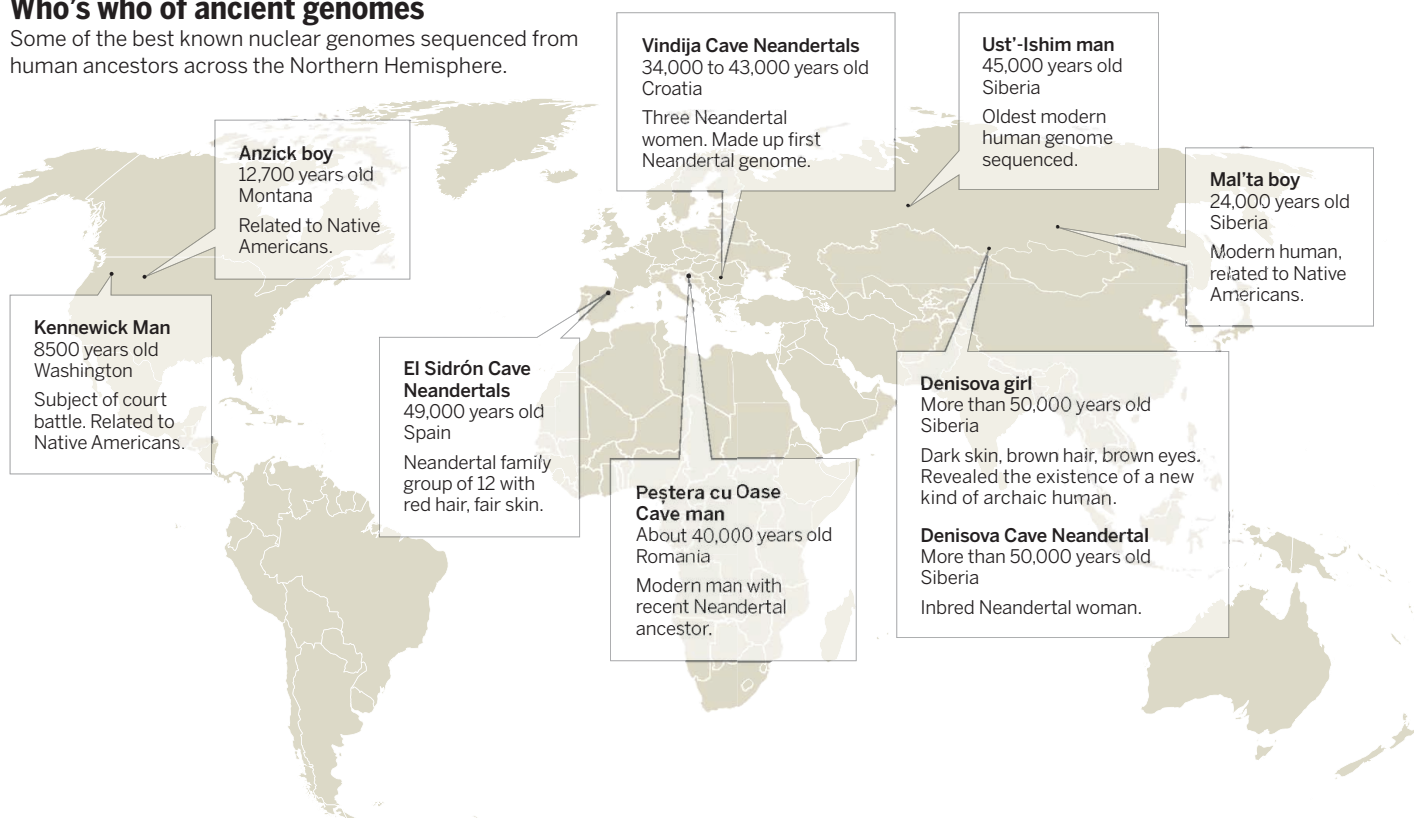 Who's who of ancient genomes
Some of the best known nuclear genomes sequenced from
human ancestors across the Northern Hemisphere.
Anzick boy
12,700 years old
Montana
Related to Native
Americans.
Kennewick Man
8500 years old
Washington
Subject of court
battle. Related to
Native Americans.
El Sidrón Cave
Neandertals
49,000 years old
Spain
Neandertal family
group of 12 with
red hair, fair skin.
Vindija Cave Neandertals
34,000 to 43,000 years old
Croatia
Three Neandertal
women. Made up first
Neandertal genome.
Peștera cu Oase
Cave man
About 40,000 years old
Romania
Modern man with
recent Neandertal
ancestor.
Ust'-Ishim man
45,000 years old
Siberia
Oldest modern
human genome
sequenced.
Mal'ta boy
24,000 years old
Siberia
Modern human,
related to Native
Americans.
Denisova girl
More than 50,000 years old
Siberia
Dark skin, brown hair, brown eyes.
Revealed the existence of a new
kind of archaic human.
Denisova Cave Neandertal
More than 50,000 years old
Siberia
Inbred Neandertal woman.